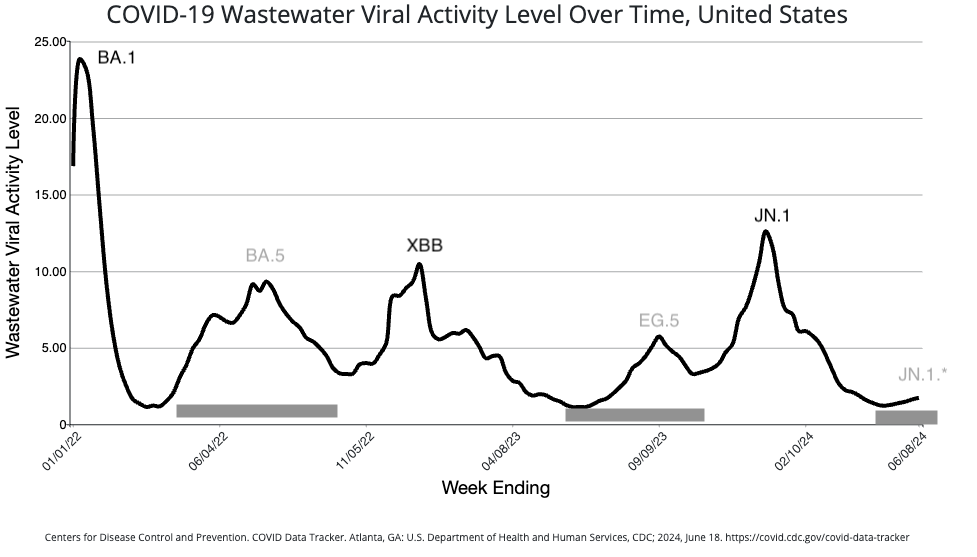 COVID-19 Wastewater Viral Activity Level Over Time, United States
25.00
BA.1
20.00
15.00
JN.1
XBB
BA.5
10.00
EG.5
5.00
JN.1.*
0
Wastewater Viral Activity Level
01/01/22
06/04/22
11/05/22
04/08/23
09/09/23
02/10/24
06/08/24
Week Ending
Centers for Disease Control and Prevention. COVID Data Tracker. Atlanta, GA: U.S. Department of Health and Human Services, CDC; 2024, June 18. https://covid.cdc.gov/covid-data-tracker